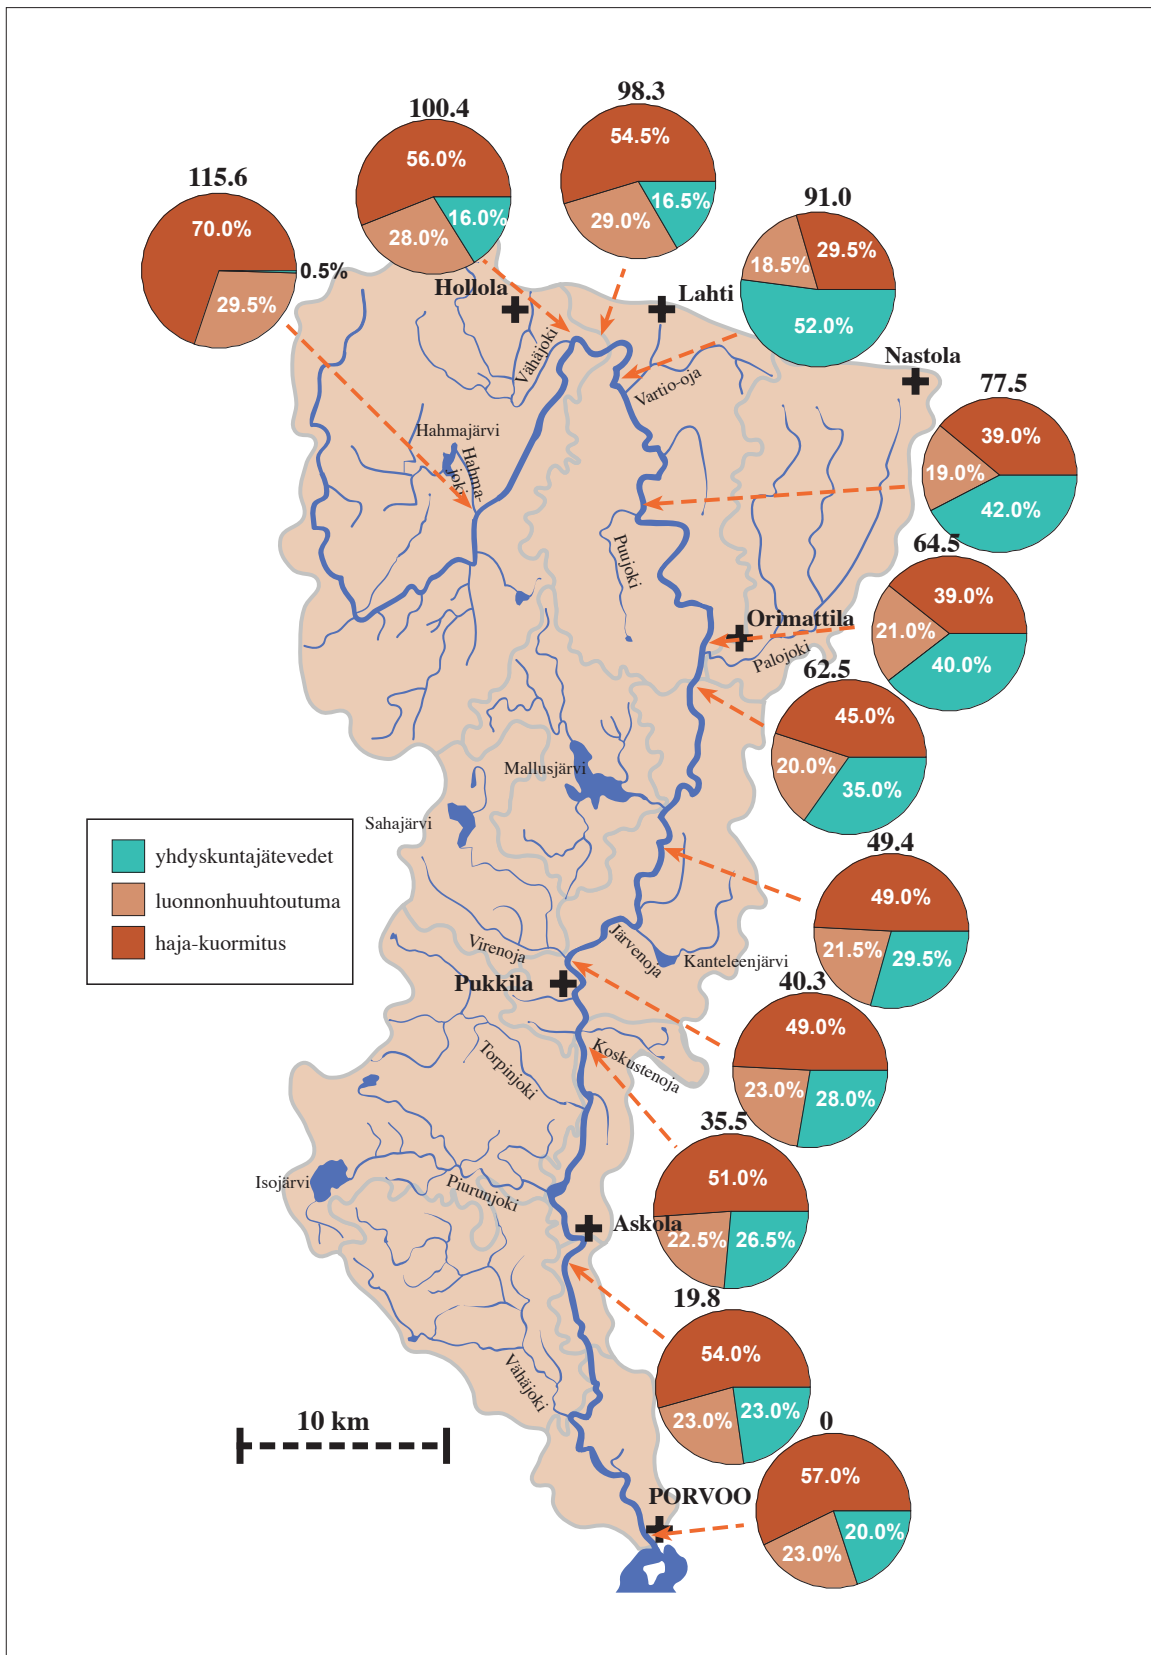 98.3
54.5%
16.5%
29.0%
100.4
56.0%
16.0%
28.0%
115.6
70.0%
0.5%
29.5%
91.0
29.5%
18.5%
52.0%
Hollola
Lahti
Nastola
Vähäjoki
Vartio-oja
77.5
39.0%
19.0%
42.0%
Hahmajärvi
Hahma-
joki
Puujoki
64.5
39.0%
21.0%
40.0%
Orimattila
Palojoki
62.5
45.0%
20.0%
35.0%
Mallusjärvi
Sahajärvi
yhdyskuntajätevedet
luonnonhuuhtoutuma
haja-kuormitus
49.4
49.0%
21.5%
29.5%
Virenoja
Järvenoja
Kanteleenjärvi
Pukkila
40.3
49.0%
23.0%
28.0%
Torpinjoki
Koskustenoja
35.5
51.0%
22.5%
26.5%
Isojärvi
Piurunjoki
Askola
19.8
54.0%
23.0%
23.0%
Vähäjoki
10 km
0
57.0%
20.0%
23.0%
PORVOO